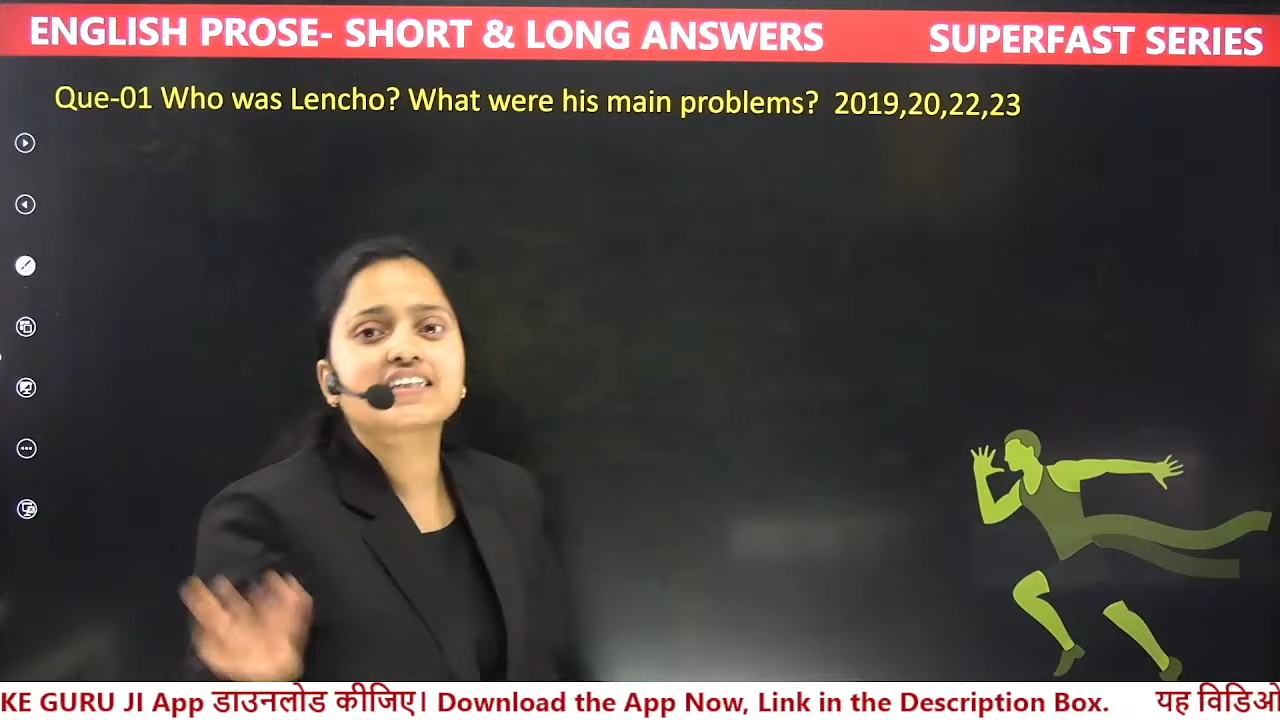 ENGLISH PROSE- SHORT & LONG ANSWERS SUPERFAST SERIES
Que-01 Who was Lencho? What were his main problems? 2019,20,22,23
KE GURU JI App डाउनलोड कीजिए। Download the App Now, Link in the Description Box. यह विडिओ